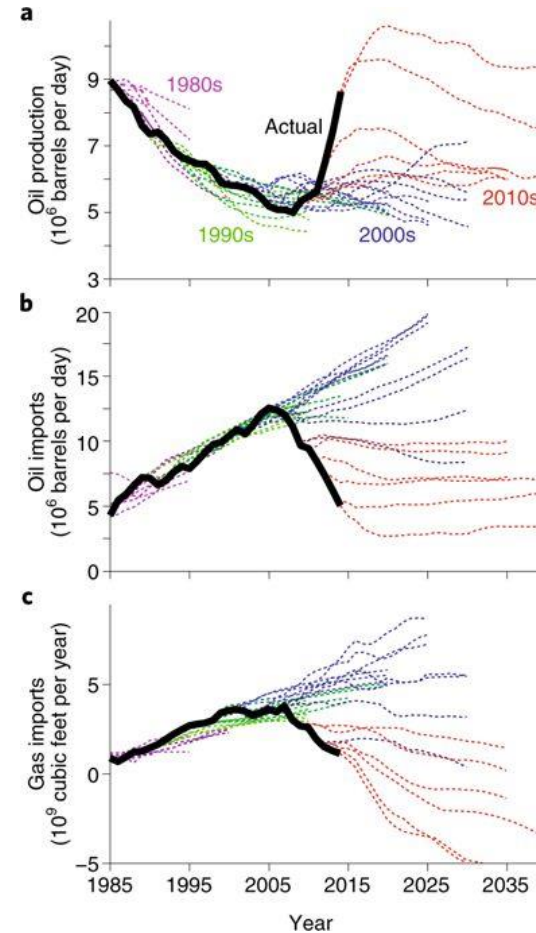 a
Oil production
(10⁶ barrels per day)
9
7
5
3
1980s
Actual
1990s
2000s
2010s
b
Oil imports
(10⁶ barrels per day)
20
15
10
5
0
c
Gas imports
(10⁹ cubic feet per year)
5
0
−5
1985
1995
2005
2015
2025
2035
Year